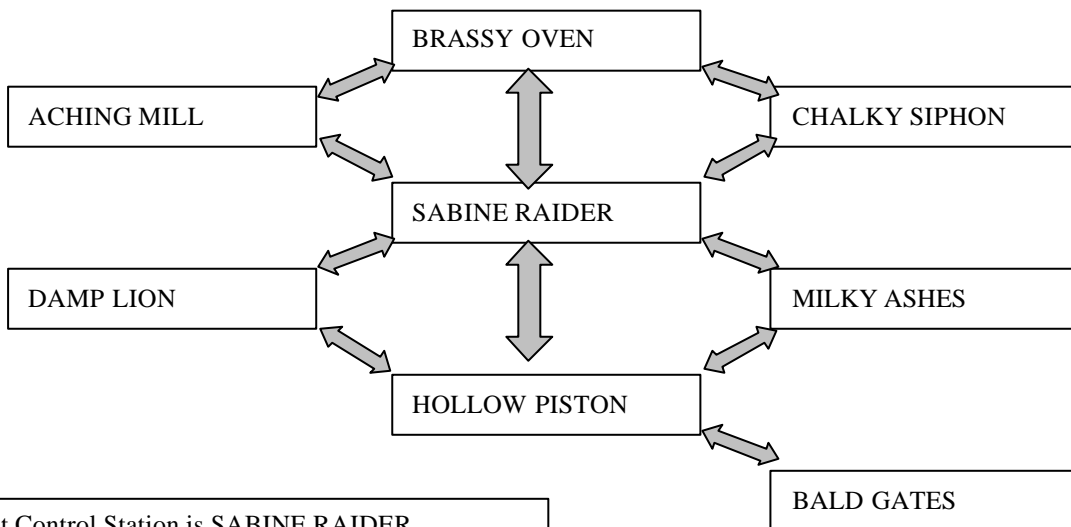 BRASSY OVEN
ACHING MILL
CHALKY SIPHON
SABINE RAIDER
DAMP LION
MILKY ASHES
HOLLOW PISTON
BALD GATES
t Control Station is SABINE RAIDER